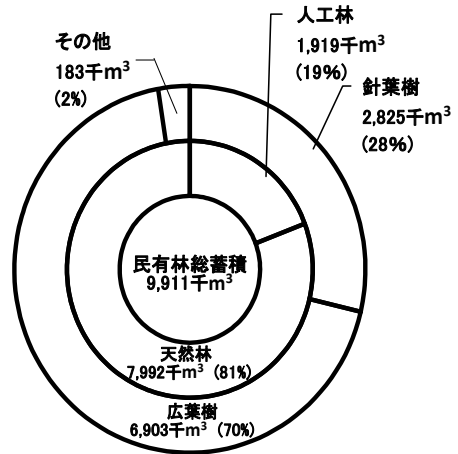 人工林
1,919千m³
(19%)
その他
183千m³
(2%)
針葉樹
2,825千m³
(28%)
民有林総蓄積
9,911千m³
天然林
7,992千m³ (81%)
広葉樹
6,903千m³ (70%)